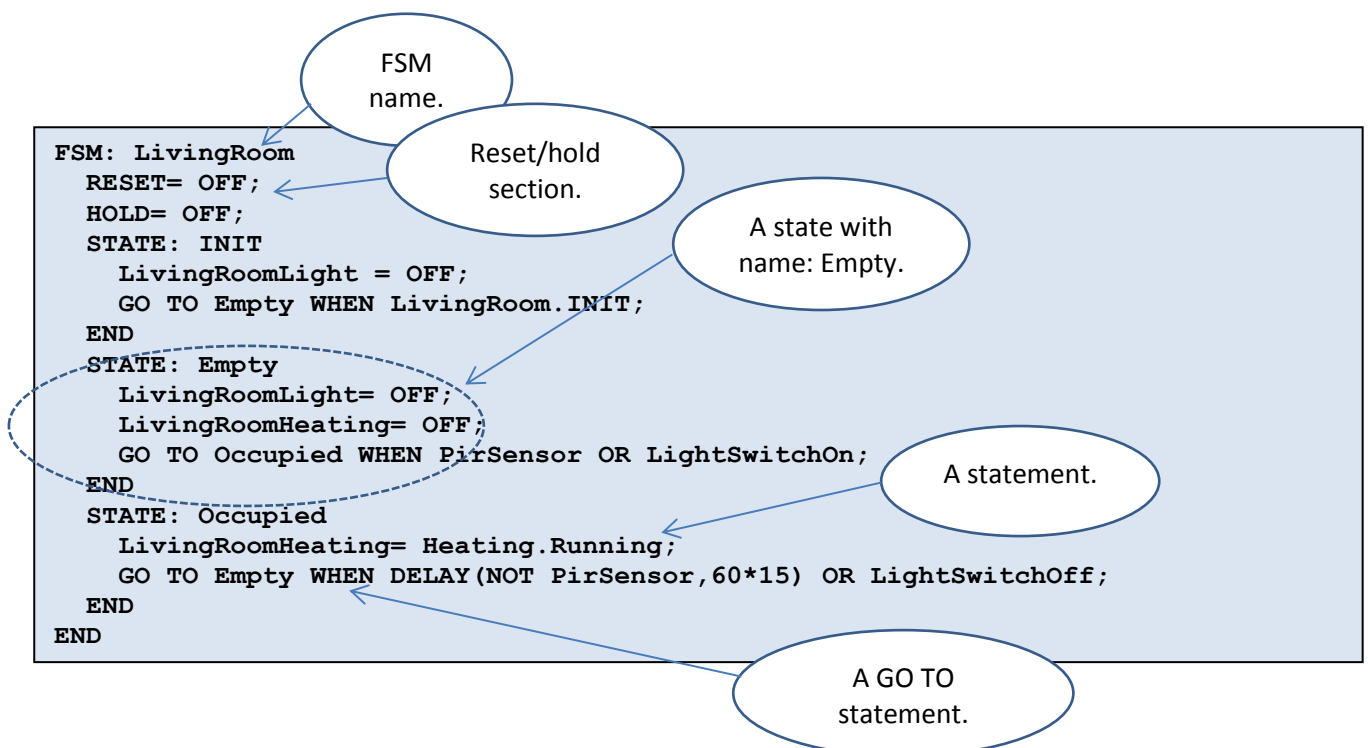 FSM
name.
Reset/hold
section.
A state with
name: Empty.
FSM: LivingRoom
RESET= OFF;
HOLD= OFF;
STATE: INIT
LivingRoomLight = OFF;
GO TO Empty WHEN LivingRoom.INIT;
END
STATE: Empty
LivingRoomLight= OFF;
LivingRoomHeating= OFF;
GO TO Occupied WHEN PirSensor OR LightSwitchOn;
END
STATE: Occupied
LivingRoomHeating= Heating.Running;
GO TO Empty WHEN DELAY(NOT PirSensor,60*15) OR LightSwitchOff;
END
END
A statement.
A GO TO
statement.